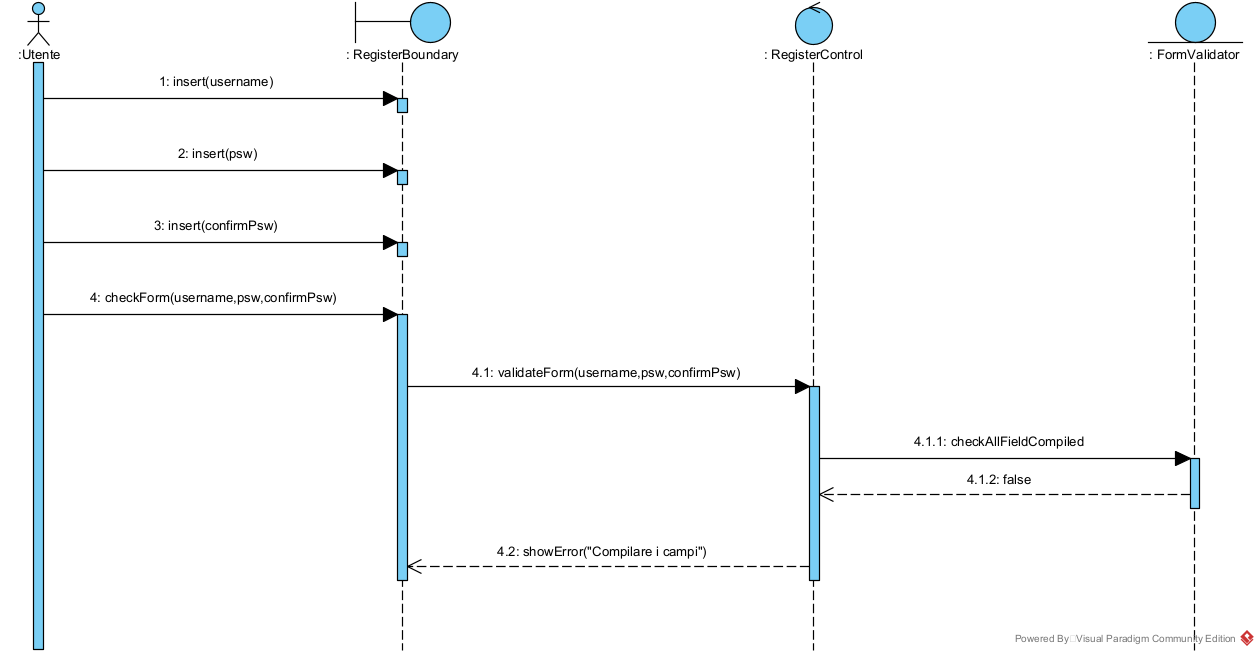 :Utente
: RegisterBoundary
: RegisterControl
: FormValidator
1: insert(username)
2: insert(psw)
3: insert(confirmPsw)
4: checkForm(username,psw,confirmPsw)
4.1: validateForm(username,psw,confirmPsw)
4.1.1: checkAllFieldCompiled
4.1.2: false
4.2: showError("Compilare i campi")
Powered By Visual Paradigm Community Edition